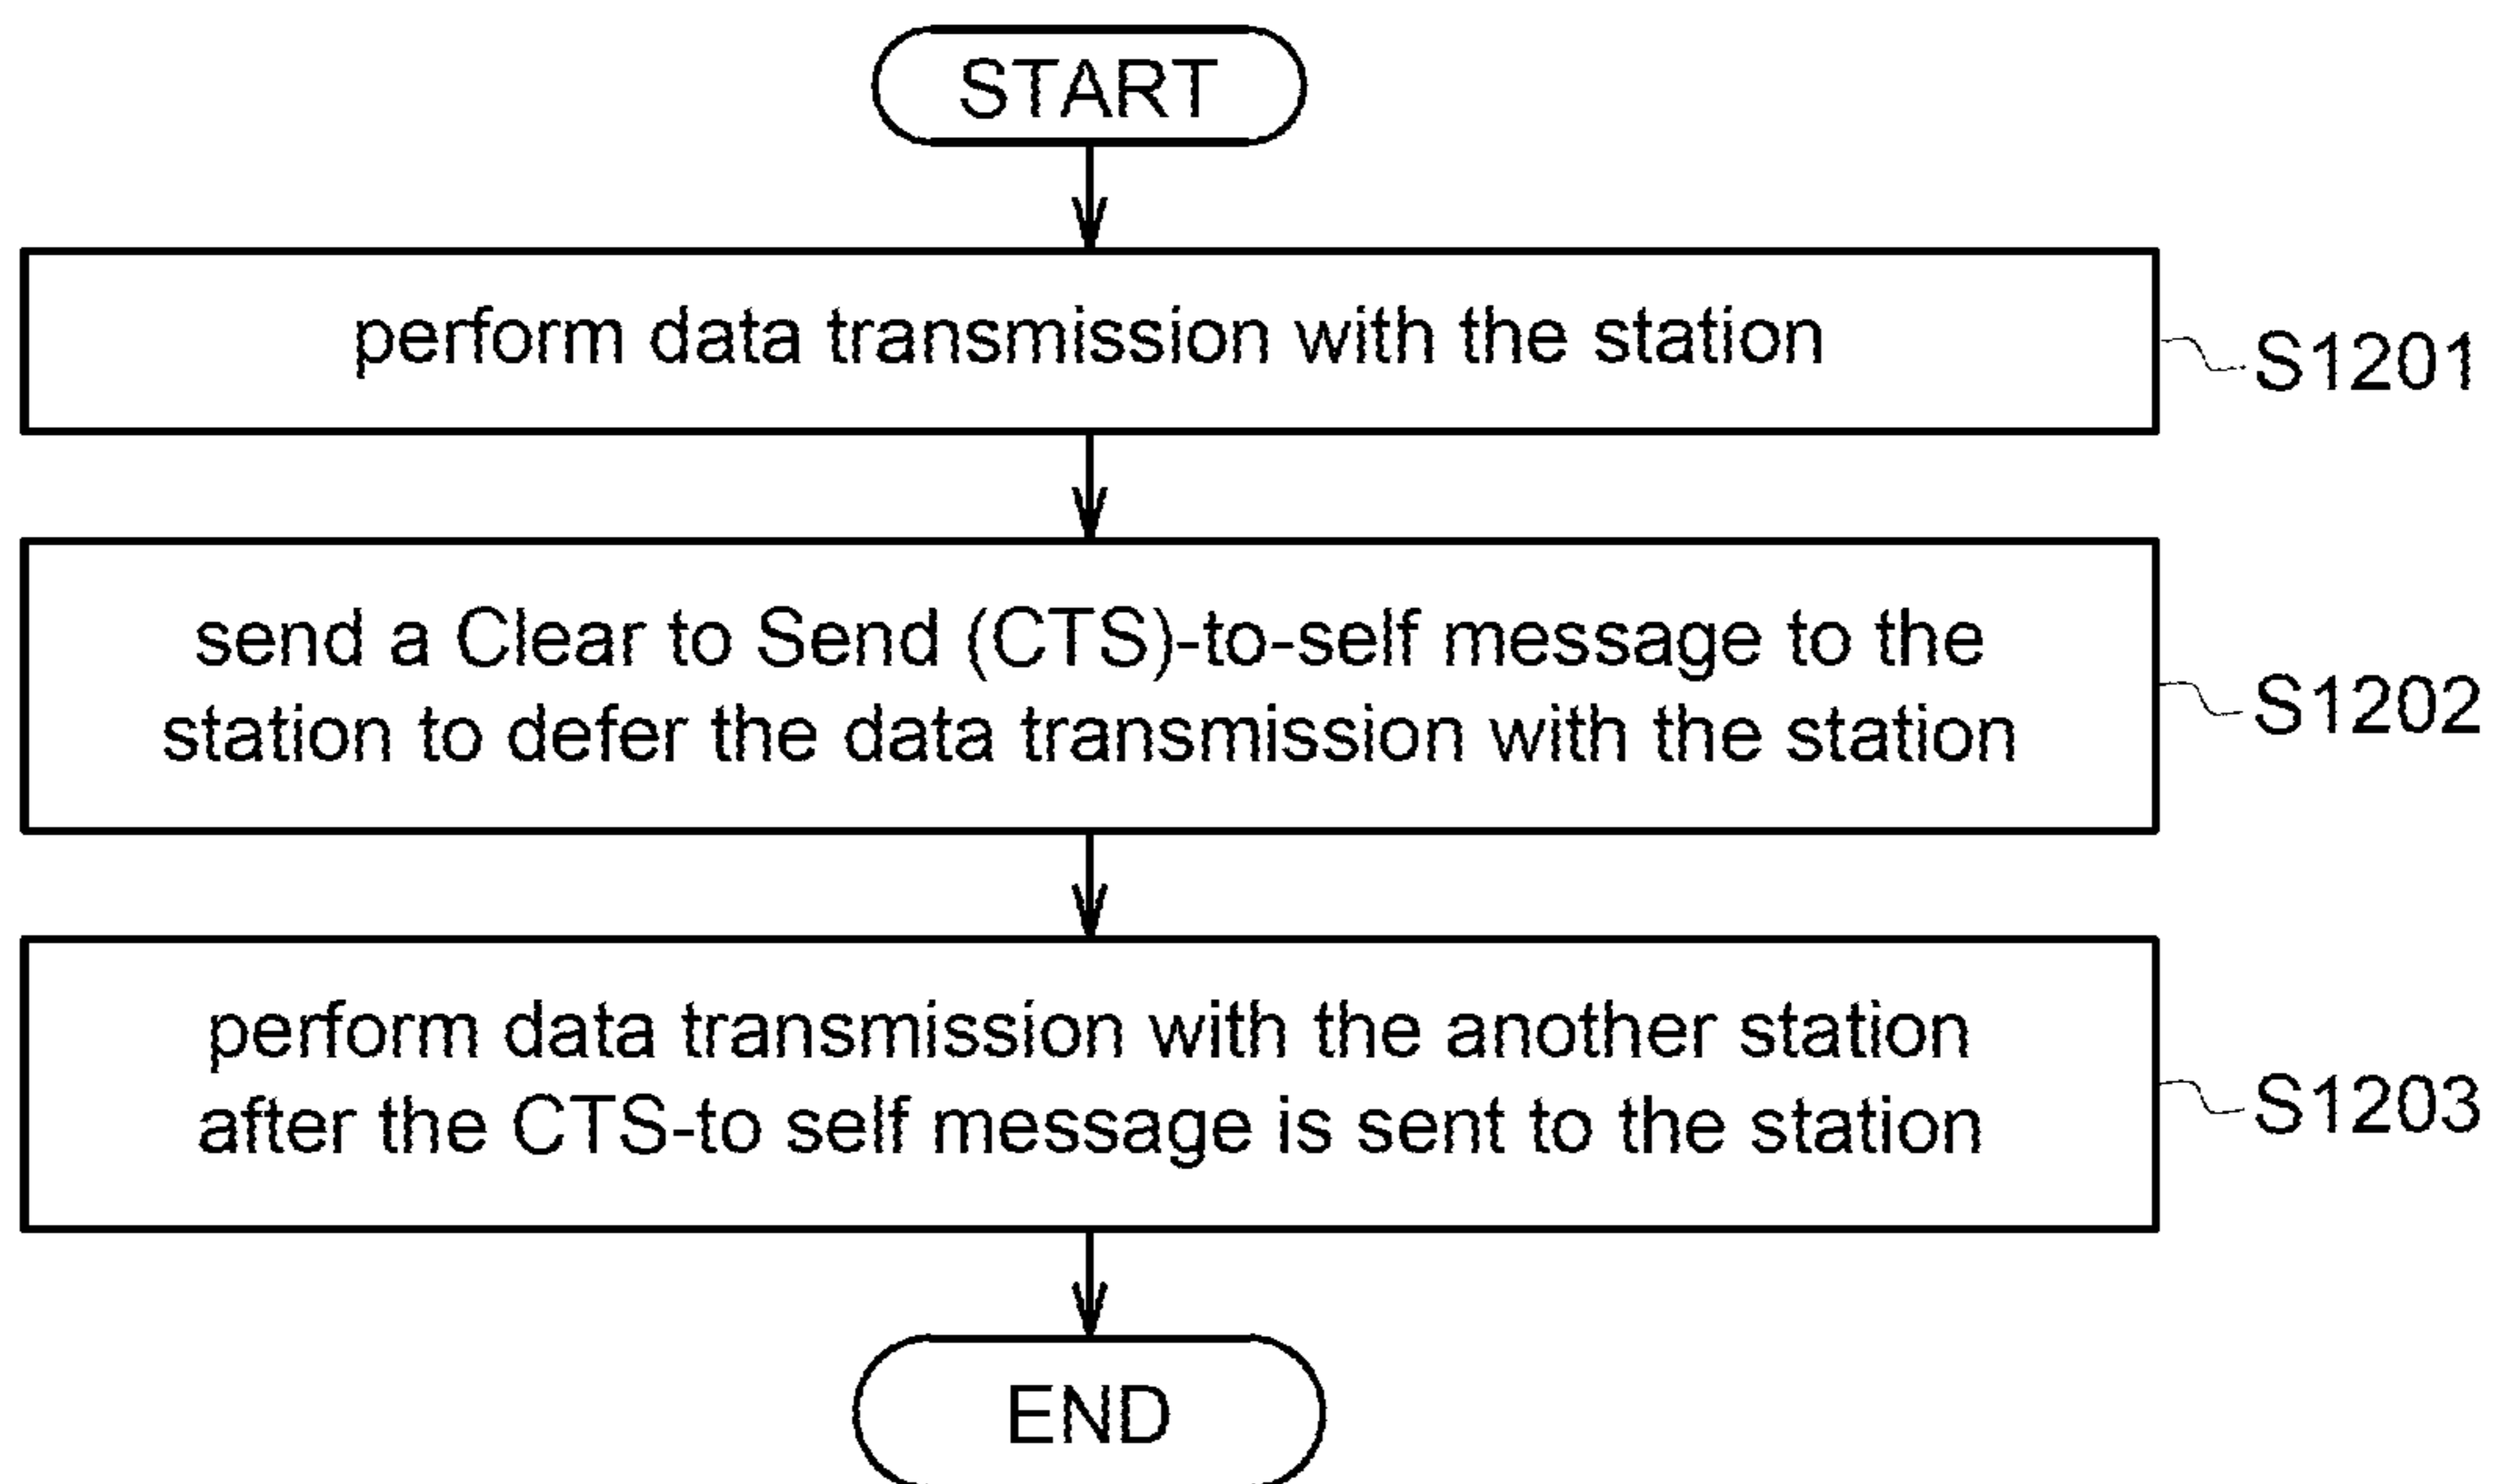 START
perform data transmission with the station
S1201
send a Clear to Send (CTS)-to-self message to the
station to defer the data transmission with the station
S1202
perform data transmission with the another station
after the CTS-to self message is sent to the station
S1203
END